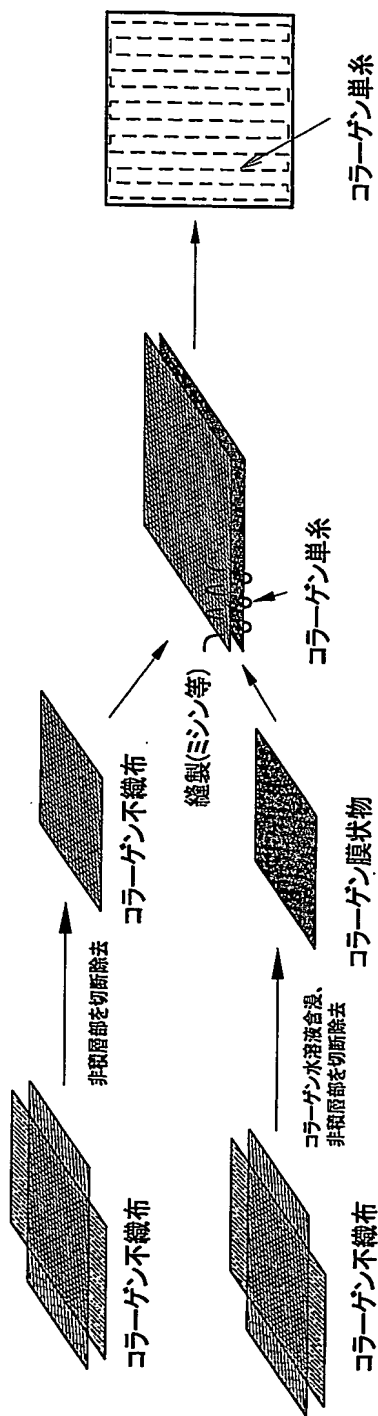 コラーゲン不織布
非積層部を切断除去
コラーゲン不織布
コラーゲン不織布
コラーゲン水溶液含浸、
非積層部を切断除去
コラーゲン膜状物
縫製(ミシン等)
コラーゲン単糸
コラーゲン単糸